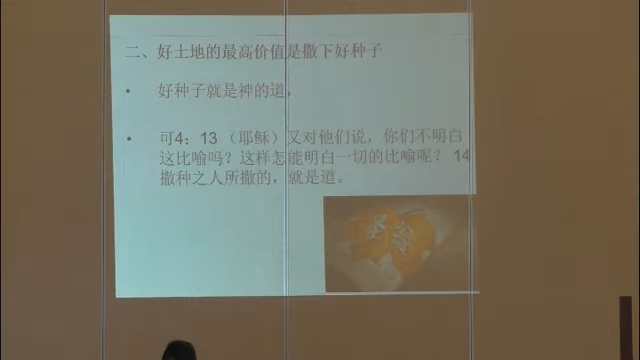 二、好土地的最高价值是撒下好种子
• 好种子就是神的道，
• 可4：13 （耶稣）又对他们说，你们不明白
这比喻吗？这样怎能明白一切的比喻呢？ 14
撒种之人所撒的，就是道。